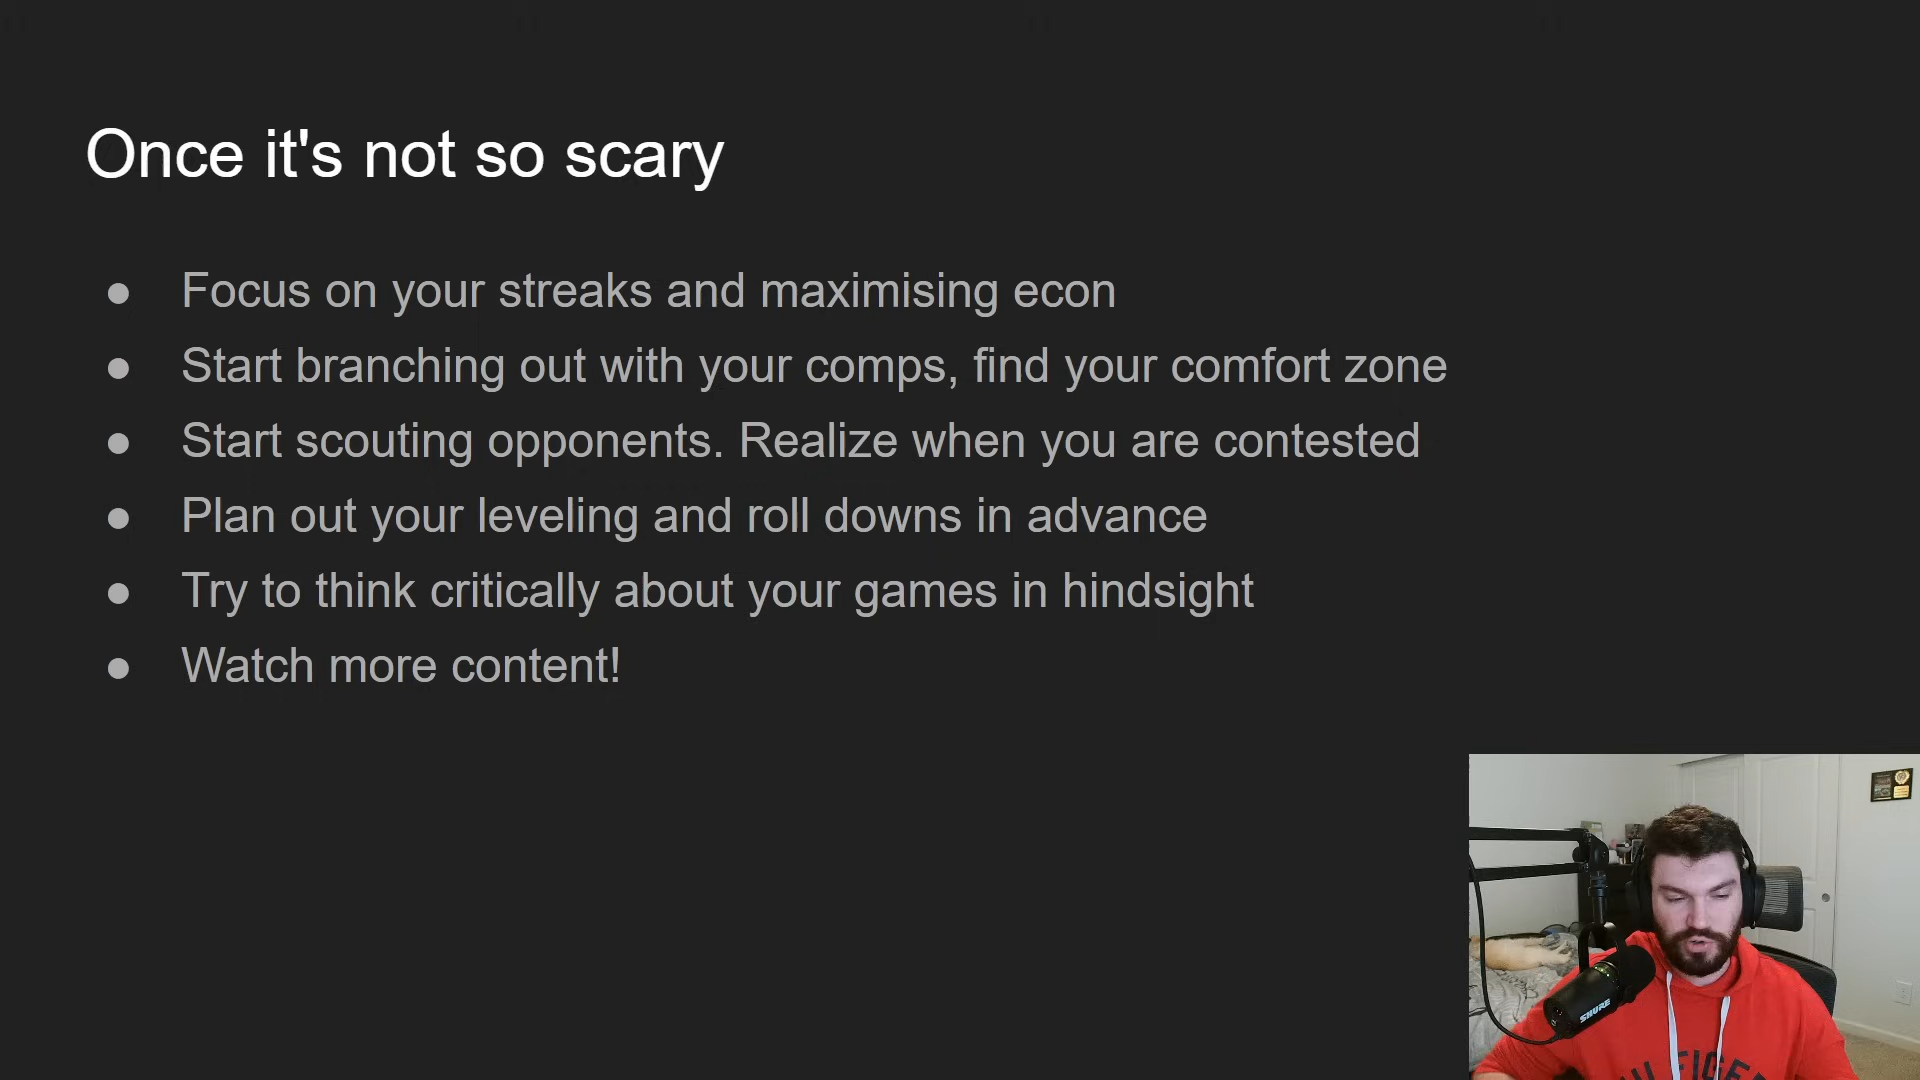 Once it's not so scary
● Focus on your streaks and maximising econ
● Start branching out with your comps, find your comfort zone
● Start scouting opponents. Realize when you are contested
● Plan out your leveling and roll downs in advance
● Try to think critically about your games in hindsight
● Watch more content!
SHURE